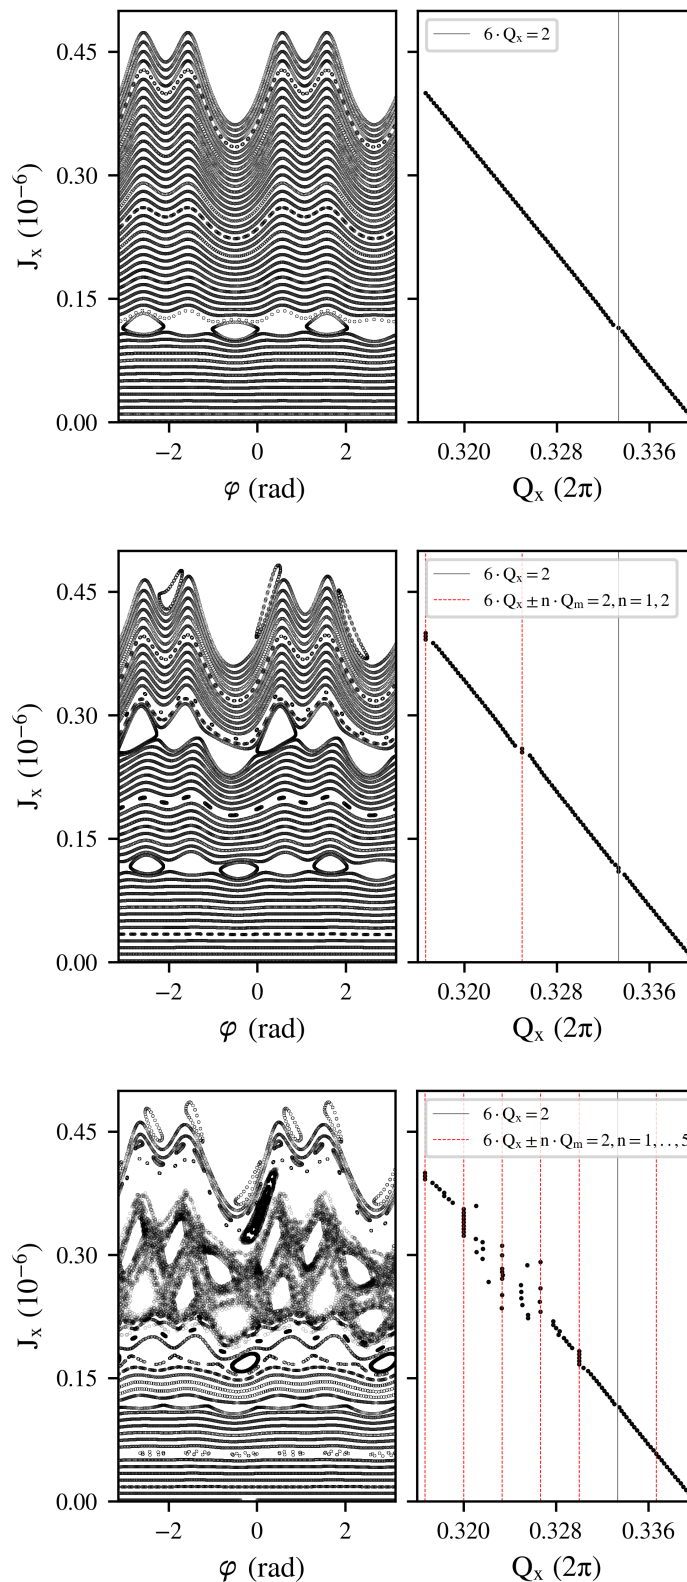 0.45
0.30
0.15
0.00
J_x (10⁻⁶)
−2
0
2
φ (rad)
6 · Q_x = 2
0.320
0.328
0.336
Q_x (2π)
0.45
0.30
0.15
0.00
J_x (10⁻⁶)
−2
0
2
φ (rad)
6 · Q_x = 2
6 · Q_x ± n · Q_m = 2, n = 1, 2
0.320
0.328
0.336
Q_x (2π)
0.45
0.30
0.15
0.00
J_x (10⁻⁶)
−2
0
2
φ (rad)
6 · Q_x = 2
6 · Q_x ± n · Q_m = 2, n = 1, . . , 5
0.320
0.328
0.336
Q_x (2π)